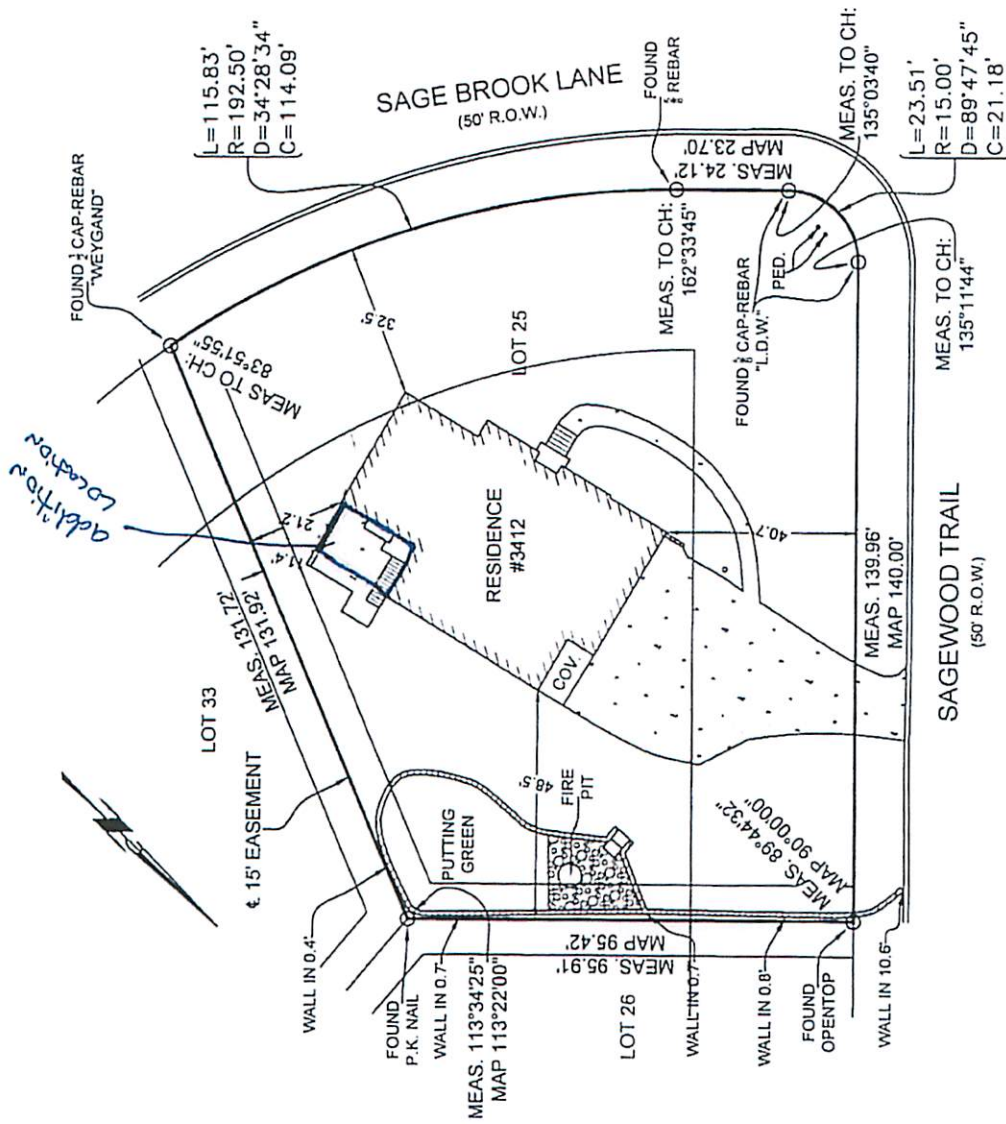 L=115.83'
R=192.50'
D=34°28'34"
C=114.09'
SAGE BROOK LANE
(50' R.O.W.)
FOUND
REBAR
MEAS. TO CH:
135°03'40"
L=23.51'
R=15.00'
D=89°47'45"
C=21.18'
FOUND CAP-REBAR
"WEYGAND"
MEAS TO CH:
83°51'55"
32.5'
LOT 25
MEAS. TO CH:
162°33'45"
MEAS. 24.12'
MAP 23.70'
FOUND CAP-REBAR
"L.D.W."
PED.
MEAS. TO CH:
135°11'44"
addition
Location
21.2'
11.4'
RESIDENCE
#3412
COV.
40.7'
MEAS. 131.72'
MAP 131.92'
LOT 33
℄ 15' EASEMENT
PUTTING
GREEN
48.5'
FIRE
PIT
MEAS. 89°44'32"
MAP 90°00'00"
MEAS. 139.96'
MAP 140.00'
SAGEWOOD TRAIL
(50' R.O.W.)
WALL IN 0.4'
FOUND
P.K. NAIL
WALL IN 0.7'
MEAS. 113°34'25"
MAP 113°22'00"
MAP 95.42'
MEAS. 95.91'
LOT 26
WALL IN 0.7'
WALL IN 0.8'
FOUND
OPENTOP
WALL IN 10.6'